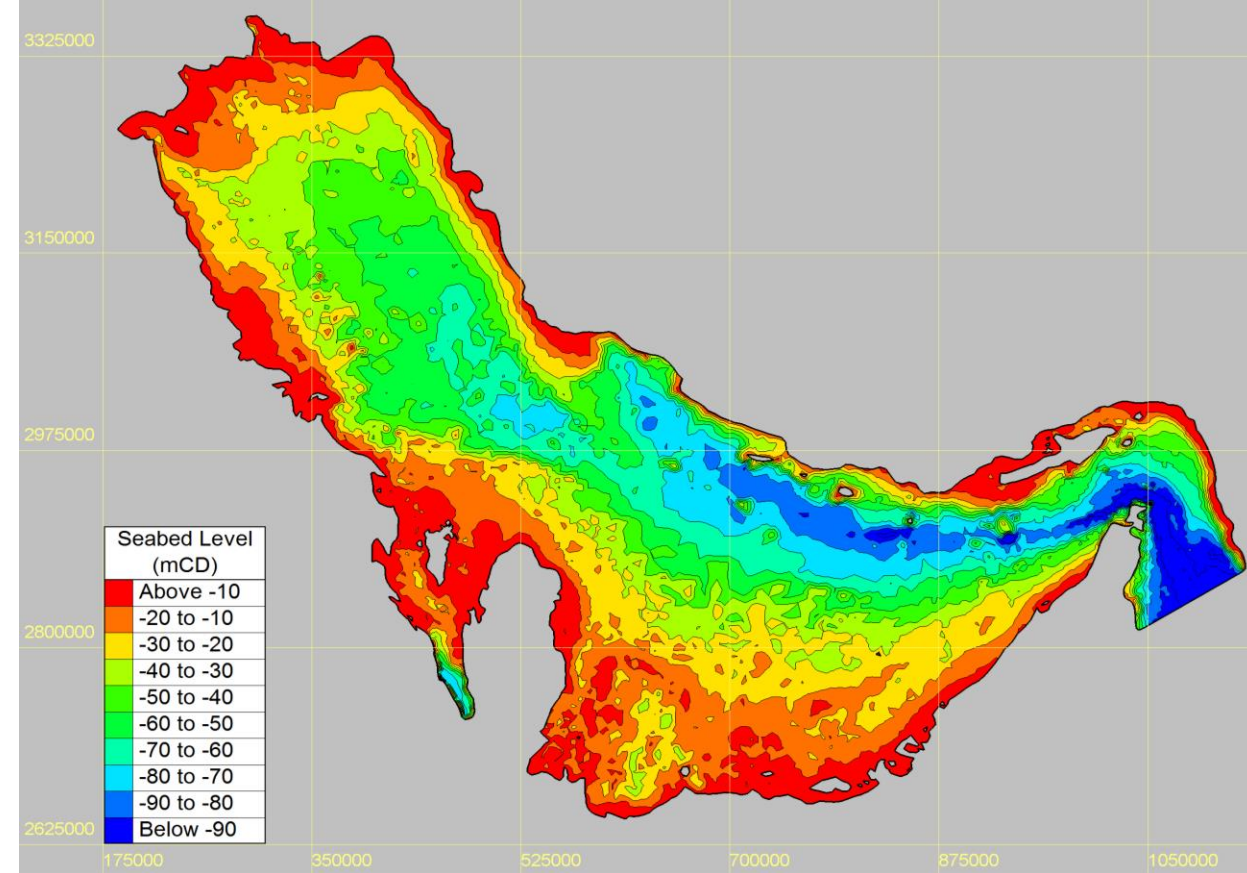 3325000
3150000
2975000
2800000
2625000
175000
350000
525000
700000
875000
1050000
Seabed Level
(mCD)
Above -10
-20 to -10
-30 to -20
-40 to -30
-50 to -40
-60 to -50
-70 to -60
-80 to -70
-90 to -80
Below -90